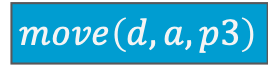 move(d, a, p3)